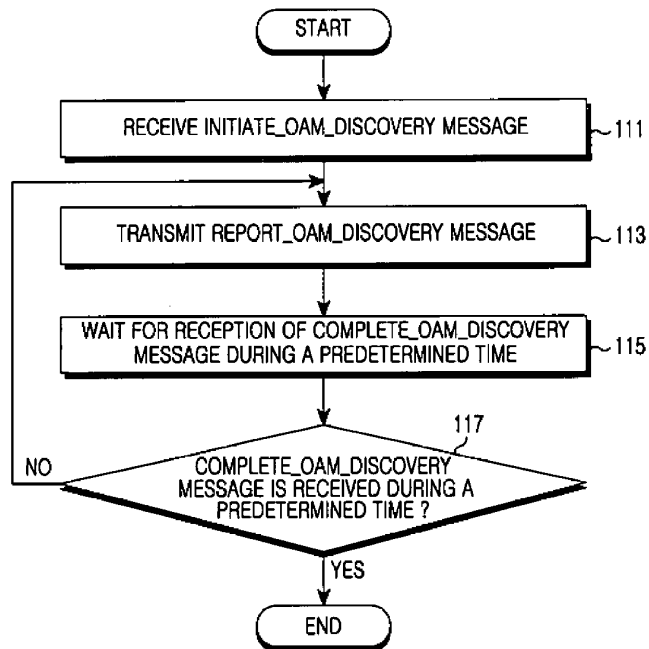 START
RECEIVE INITIATE_OAM_DISCOVERY MESSAGE
111
TRANSMIT REPORT_OAM_DISCOVERY MESSAGE
113
WAIT FOR RECEPTION OF COMPLETE_OAM_DISCOVERY
MESSAGE DURING A PREDETERMINED TIME
115
117
NO
COMPLETE_OAM_DISCOVERY
MESSAGE IS RECEIVED DURING A
PREDETERMINED TIME ?
YES
END